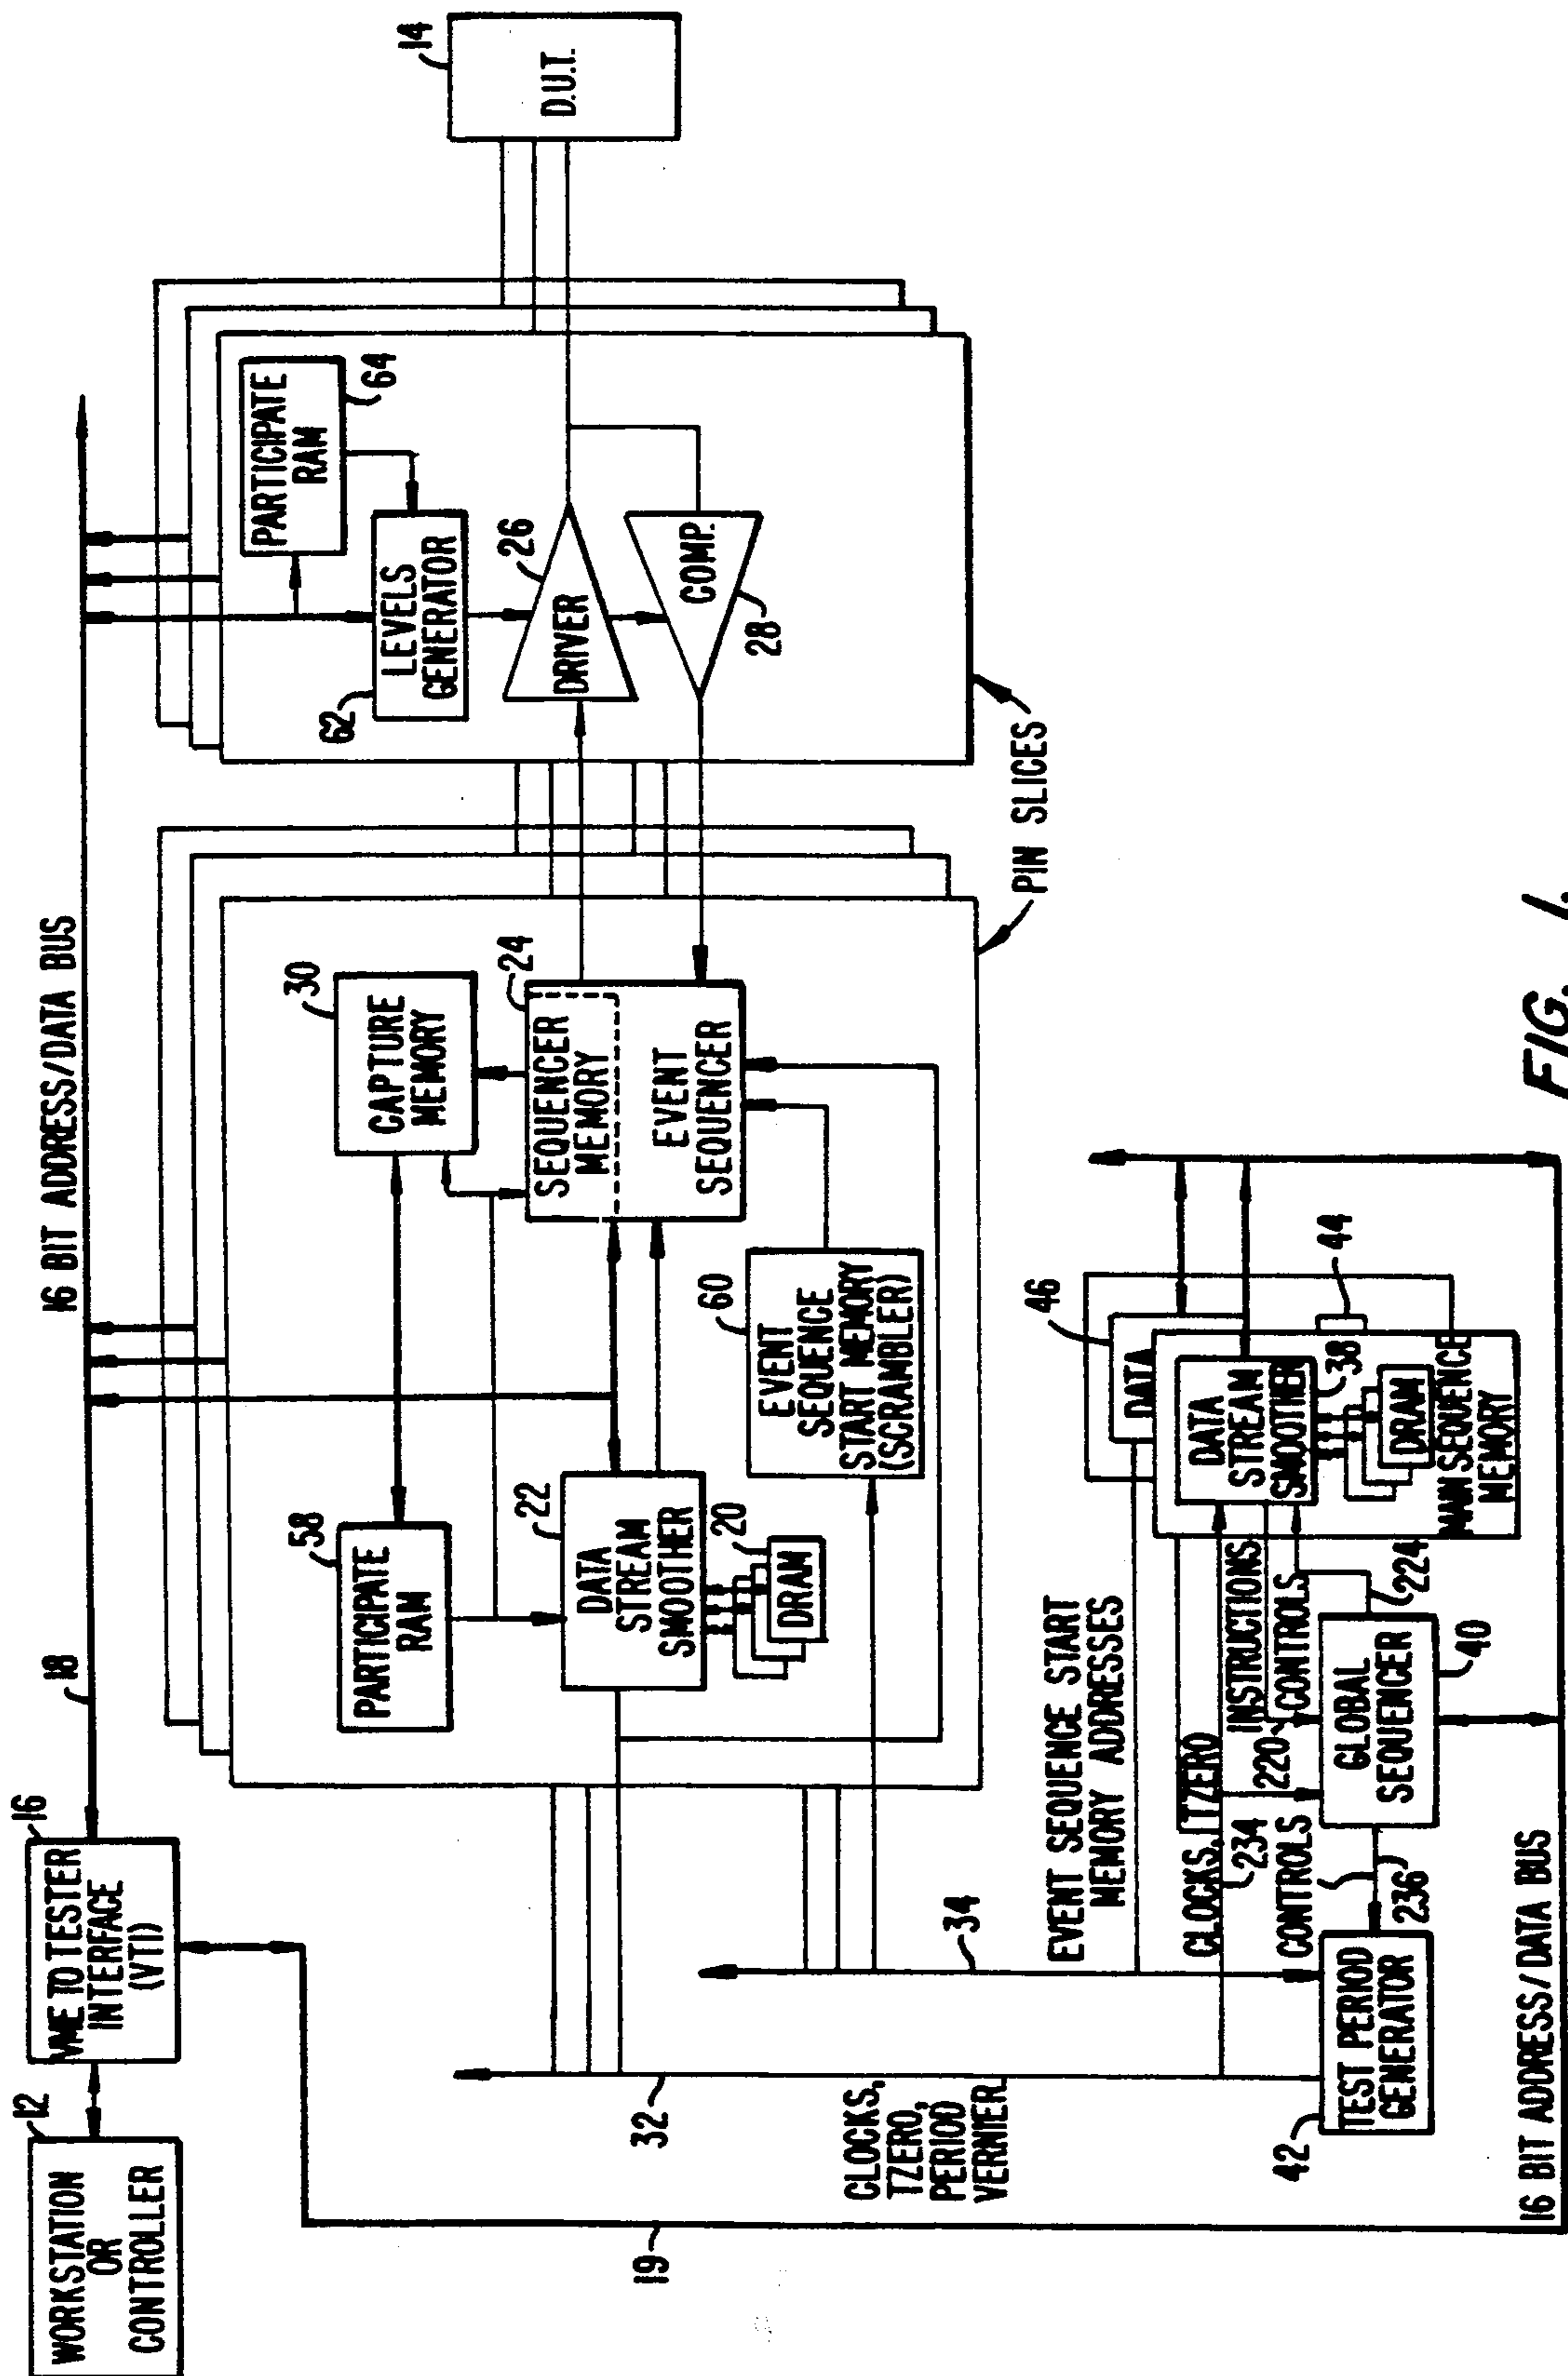 12
WORKSTATION
OR
CONTROLLER
16
VME TO TESTER
INTERFACE
(VTI)
18
16 BIT ADDRESS/DATA BUS
19
58
PARTICIPATE
RAM
30
CAPTURE
MEMORY
22
DATA
STREAM
SMOOTHER
20
DRAM
24
SEQUENCER
MEMORY
EVENT
SEQUENCER
60
EVENT
SEQUENCE
START MEMORY
(SCRAMBLER)
PARTICIPATE
RAM
64
LEVELS
GENERATOR
62
26
DRIVER
COMP.
28
14
D.U.T.
PIN SLICES
32
CLOCKS,
TZERO,
PERIOD
VERNIER
34
EVENT SEQUENCE START
MEMORY ADDRESSES
CLOCKS, TZERO
234
INSTRUCTIONS
220
CONTROLS
224
CONTROLS
236
42
TEST PERIOD
GENERATOR
GLOBAL
SEQUENCER
40
46
DATA
DATA
STREAM
SMOOTHER
38
44
DRAM
MAIN SEQUENCE
MEMORY
16 BIT ADDRESS/DATA BUS
FIG. 1.